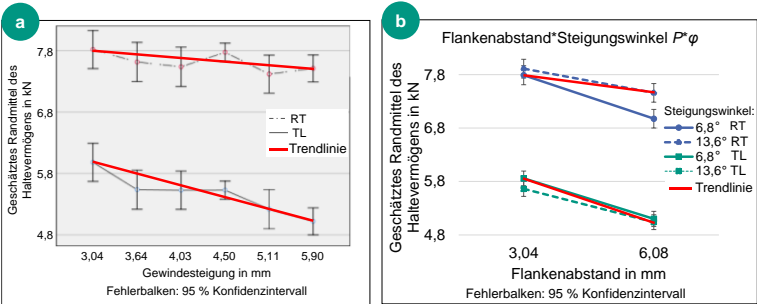 a
Geschätztes Randmittel des
Haltevermögens in kN
7,8
6,8
5,8
4,8
RT
TL
Trendlinie
3,04 3,64 4,03 4,50 5,11 5,90
Gewindesteigung in mm
Fehlerbalken: 95 % Konfidenzintervall
b
Flankenabstand*Steigungswinkel P*φ
Geschätztes Randmittel des
Haltevermögens in kN
7,8
6,8
5,8
4,8
Steigungswinkel:
6,8° RT
13,6° RT
6,8° TL
13,6° TL
Trendlinie
3,04 6,08
Flankenabstand in mm
Fehlerbalken: 95 % Konfidenzintervall